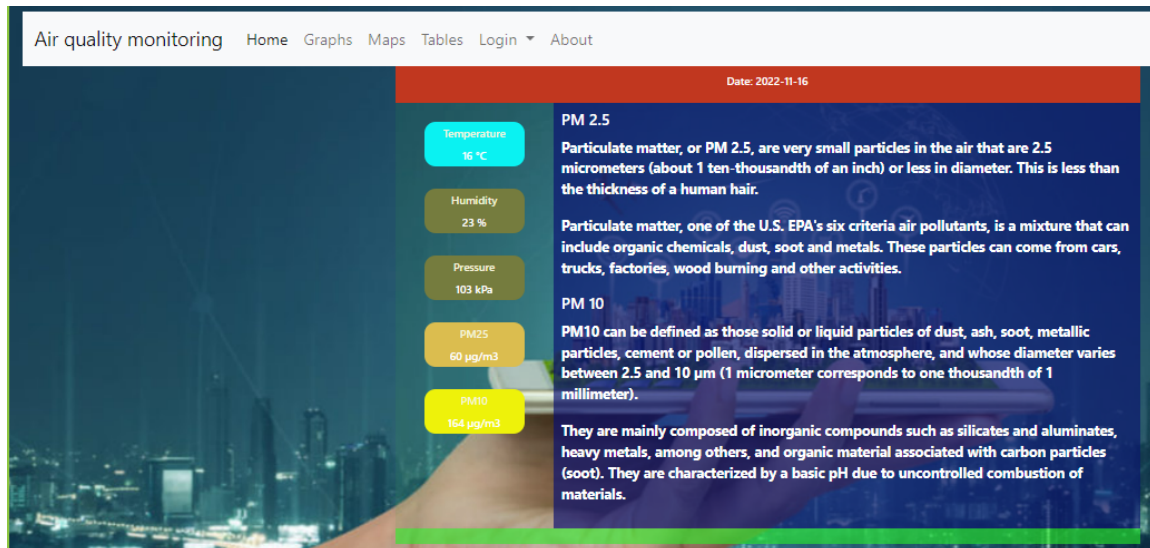 Air quality monitoring Home Graphs Maps Tables Login About
Date: 2022-11-16
Temperature
16 °C
Humidity
23 %
Pressure
103 kPa
PM25
60 µg/m3
PM10
164 µg/m3
PM 2.5
Particulate matter, or PM 2.5, are very small particles in the air that are 2.5
micrometers (about 1 ten-thousandth of an inch) or less in diameter. This is less than
the thickness of a human hair.
Particulate matter, one of the U.S. EPA's six criteria air pollutants, is a mixture that can
include organic chemicals, dust, soot and metals. These particles can come from cars,
trucks, factories, wood burning and other activities.
PM 10
PM10 can be defined as those solid or liquid particles of dust, ash, soot, metallic
particles, cement or pollen, dispersed in the atmosphere, and whose diameter varies
between 2.5 and 10 µm (1 micrometer corresponds to one thousandth of 1
millimeter).
They are mainly composed of inorganic compounds such as silicates and aluminates,
heavy metals, among others, and organic material associated with carbon particles
(soot). They are characterized by a basic pH due to uncontrolled combustion of
materials.